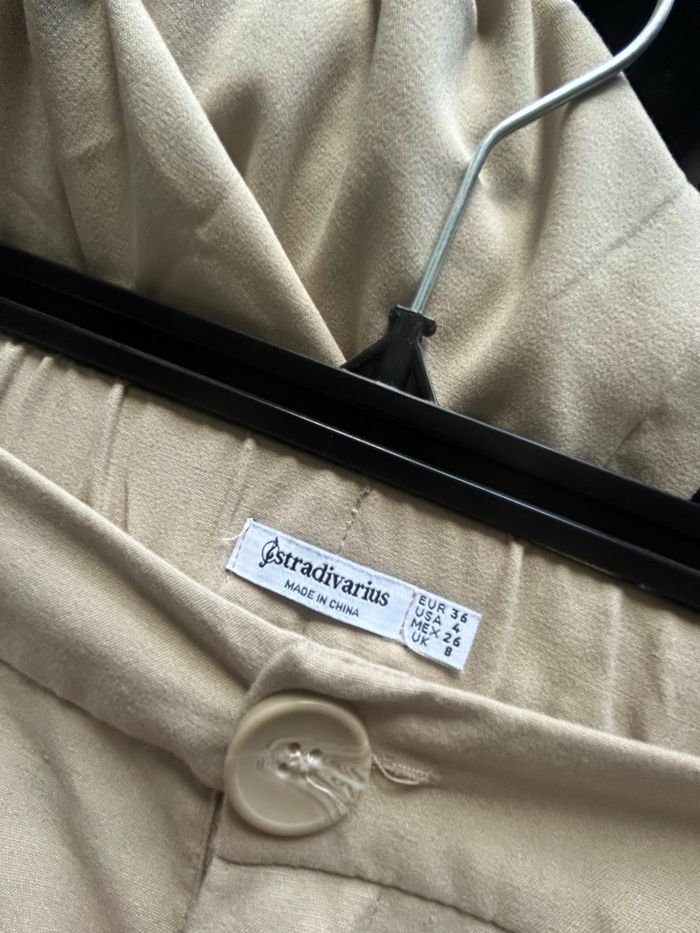 stradivarius
MADE IN CHINA
EUR 36
USA 4
MEX 26
UK 8